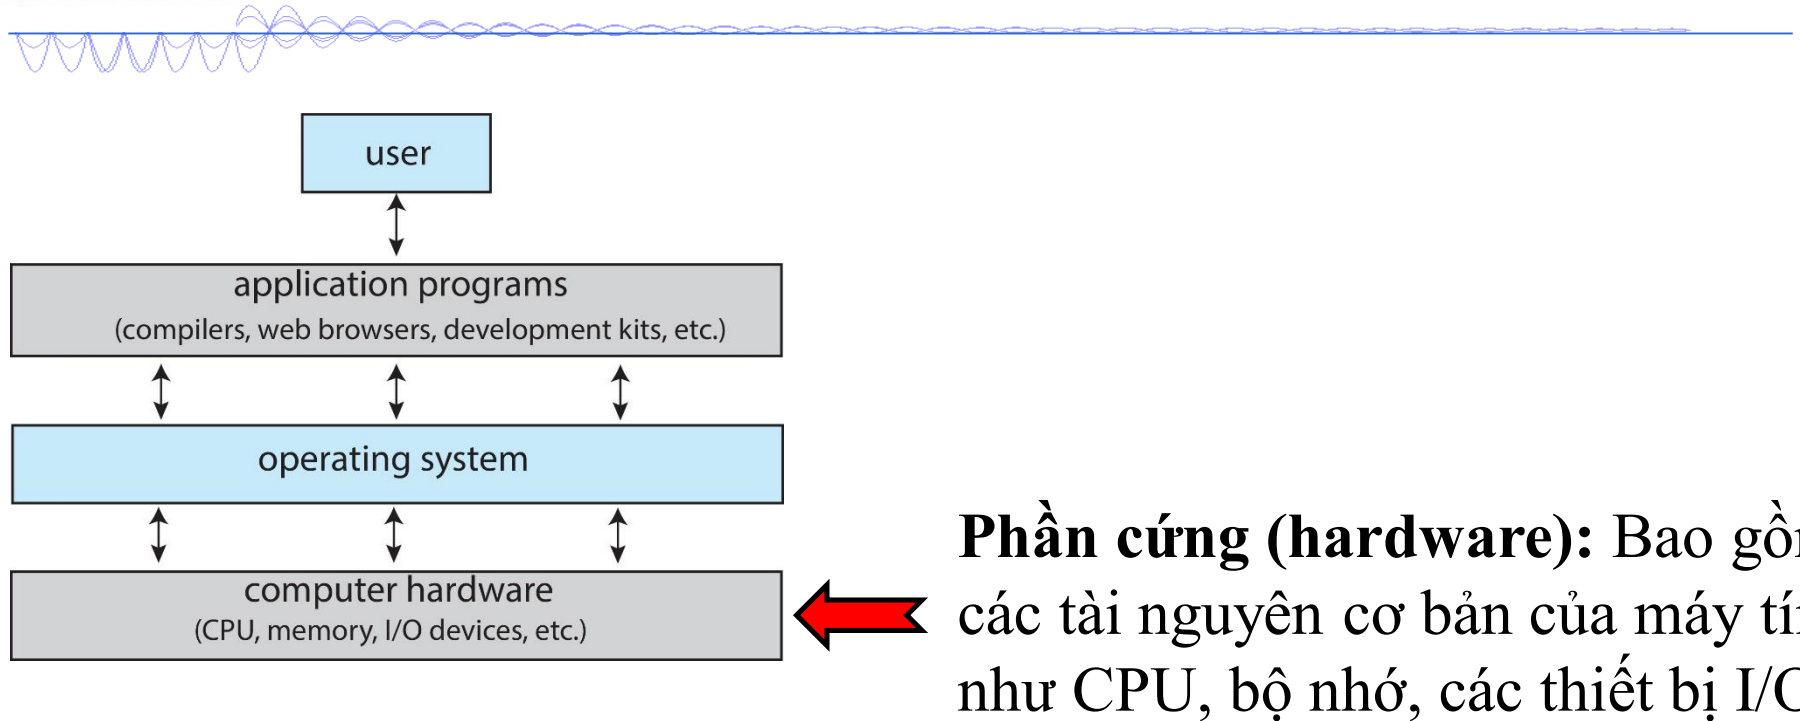 user
application programs
(compilers, web browsers, development kits, etc.)
operating system
computer hardware
(CPU, memory, I/O devices, etc.)
Phần cứng (hardware): Bao
các tài nguyên cơ bản của máy
như CPU, bộ nhớ, các thiết bị